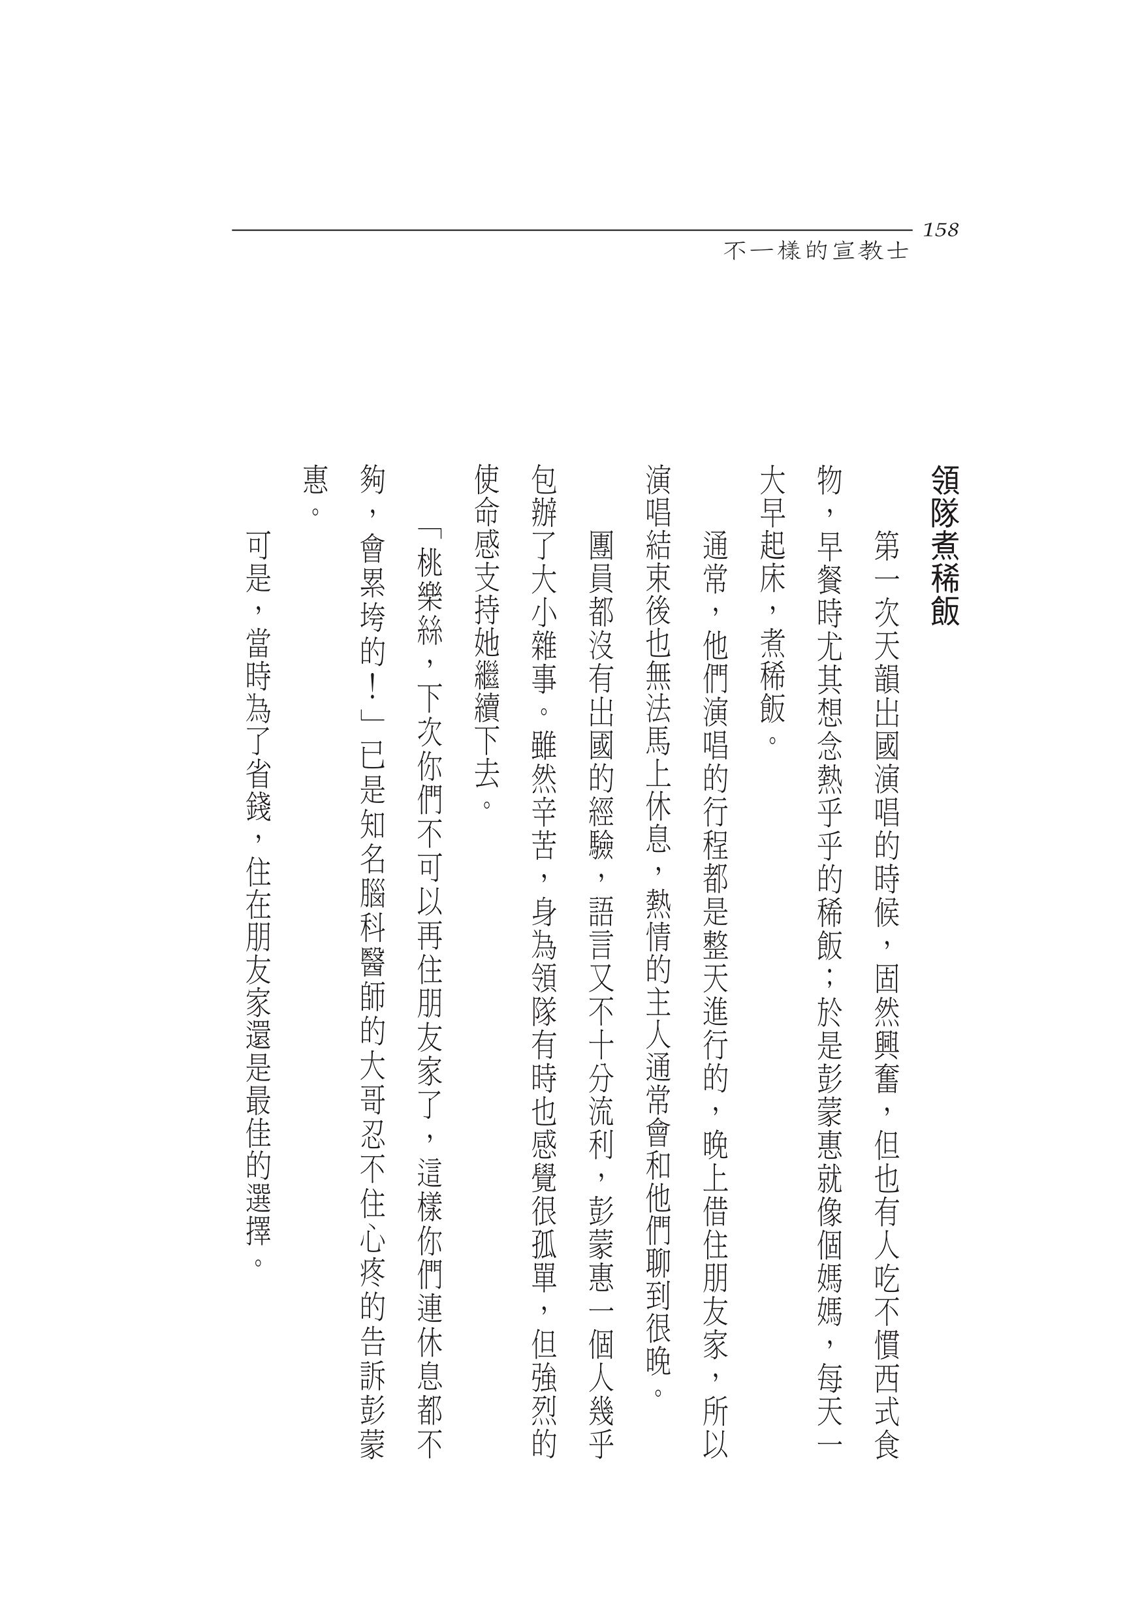 158
不一樣的宣教士
領隊煮稀飯
第一次天韻出國演唱的時候，固然興奮，但也有人吃不慣西式食
物，早餐時尤其想念熱乎乎的稀飯；於是彭蒙惠就像個媽媽，每天一
大早起床，煮稀飯。
通常，他們演唱的行程都是整天進行的，晚上借住朋友家，所以
演唱結束後也無法馬上休息，熱情的主人通常會和他們聊到很晚。
團員都沒有出國的經驗，語言又不十分流利，彭蒙惠一個人幾乎
包辦了大小雜事。雖然辛苦，身為領隊有時也感覺很孤單，但強烈的
使命感支持她繼續下去。
「桃樂絲，下次你們不可以再住朋友家了，這樣你們連休息都不
夠，會累垮的！」已是知名腦科醫師的大哥忍不住心疼的告訴彭蒙
惠。
可是，當時為了省錢，住在朋友家還是最佳的選擇。